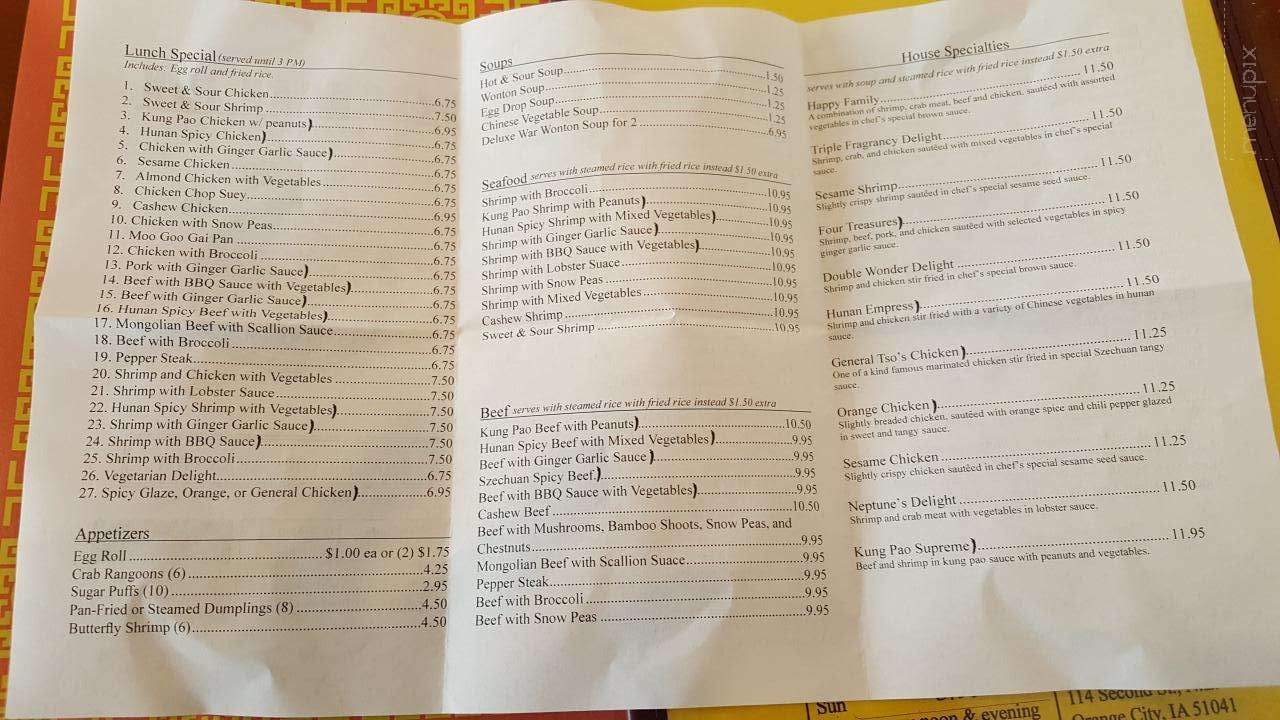 Lunch Special (served until 3 PM)
Includes: Egg roll and fried rice.
1. Sweet & Sour Chicken 6.75
2. Sweet & Sour Shrimp 7.50
3. Kung Pao Chicken w/ peanuts) 6.95
4. Hunan Spicy Chicken) 6.75
5. Chicken with Ginger Garlic Sauce) 6.75
6. Sesame Chicken 6.75
7. Almond Chicken with Vegetables 6.75
8. Chicken Chop Suey 6.75
9. Cashew Chicken 6.95
10. Chicken with Snow Peas 6.75
11. Moo Goo Gai Pan 6.75
12. Chicken with Broccoli 6.75
13. Pork with Ginger Garlic Sauce) 6.75
14. Beef with BBQ Sauce with Vegetables) 6.75
15. Beef with Ginger Garlic Sauce) 6.75
16. Hunan Spicy Beef with Vegetables) 6.75
17. Mongolian Beef with Scallion Sauce 6.75
18. Beef with Broccoli 6.75
19. Pepper Steak 6.75
20. Shrimp and Chicken with Vegetables 7.50
21. Shrimp with Lobster Sauce 7.50
22. Hunan Spicy Shrimp with Vegetables) 7.50
23. Shrimp with Ginger Garlic Sauce) 7.50
24. Shrimp with BBQ Sauce) 7.50
25. Shrimp with Broccoli 7.50
26. Vegetarian Delight 6.75
27. Spicy Glaze, Orange, or General Chicken) 6.95
Appetizers
Egg Roll $1.00 ea or (2) $1.75
Crab Rangoons (6) 4.25
Sugar Puffs (10) 2.95
Pan-Fried or Steamed Dumplings (8) 4.50
Butterfly Shrimp (6) 4.50
Soups
Hot & Sour Soup 1.50
Wonton Soup 1.25
Egg Drop Soup 1.25
Chinese Vegetable Soup 1.25
Deluxe War Wonton Soup for 2 6.95
Seafood serves with steamed rice with fried rice instead $1.50 extra
Shrimp with Broccoli 10.95
Kung Pao Shrimp with Peanuts) 10.95
Hunan Spicy Shrimp with Mixed Vegetables) 10.95
Shrimp with Ginger Garlic Sauce) 10.95
Shrimp with BBQ Sauce with Vegetables) 10.95
Shrimp with Lobster Suace 10.95
Shrimp with Snow Peas 10.95
Shrimp with Mixed Vegetables 10.95
Cashew Shrimp 10.95
Sweet & Sour Shrimp 10.95
Beef serves with steamed rice with fried rice instead $1.50 extra
Kung Pao Beef with Peanuts) 10.50
Hunan Spicy Beef with Mixed Vegetables) 9.95
Beef with Ginger Garlic Sauce) 9.95
Szechuan Spicy Beef.) 9.95
Beef with BBQ Sauce with Vegetables) 9.95
Cashew Beef 10.50
Beef with Mushrooms, Bamboo Shoots, Snow Peas, and
Chestnuts 9.95
Mongolian Beef with Scallion Suace 9.95
Pepper Steak 9.95
Beef with Broccoli 9.95
Beef with Snow Peas 9.95
House Specialties
serves with soup and steamed rice with fried rice instead $1.50 extra
Happy Family 11.50
A combination of shrimp, crab meat, beef and chicken, sautéed with assorted
vegetables in chef's special brown sauce.
Triple Fragrancy Delight 11.50
Shrimp, crab, and chicken sautéed with mixed vegetables in chef's special
sauce.
Sesame Shrimp 11.50
Slightly crispy shrimp sautéed in chef's special sesame seed sauce.
Four Treasures) 11.50
Shrimp, beef, pork, and chicken sautéed with selected vegetables in spicy
ginger garlic sauce.
Double Wonder Delight 11.50
Shrimp and chicken stir fried in chef's special brown sauce.
Hunan Empress) 11.50
Shrimp and chicken stir fried with a variety of Chinese vegetables in hunan
sauce.
General Tso's Chicken) 11.25
One of a kind famous marinated chicken stir fried in special Szechuan tangy
sauce.
Orange Chicken) 11.25
Slightly breaded chicken, sautéed with orange spice and chili pepper glazed
in sweet and tangy sauce.
Sesame Chicken 11.25
Slightly crispy chicken sautéed in chef's special sesame seed sauce.
Neptune's Delight 11.50
Shrimp and crab meat with vegetables in lobster sauce.
Kung Pao Supreme) 11.95
Beef and shrimp in kung pao sauce with peanuts and vegetables.
menupix
Sun
& evening
114 Second
Orange City, IA 51041